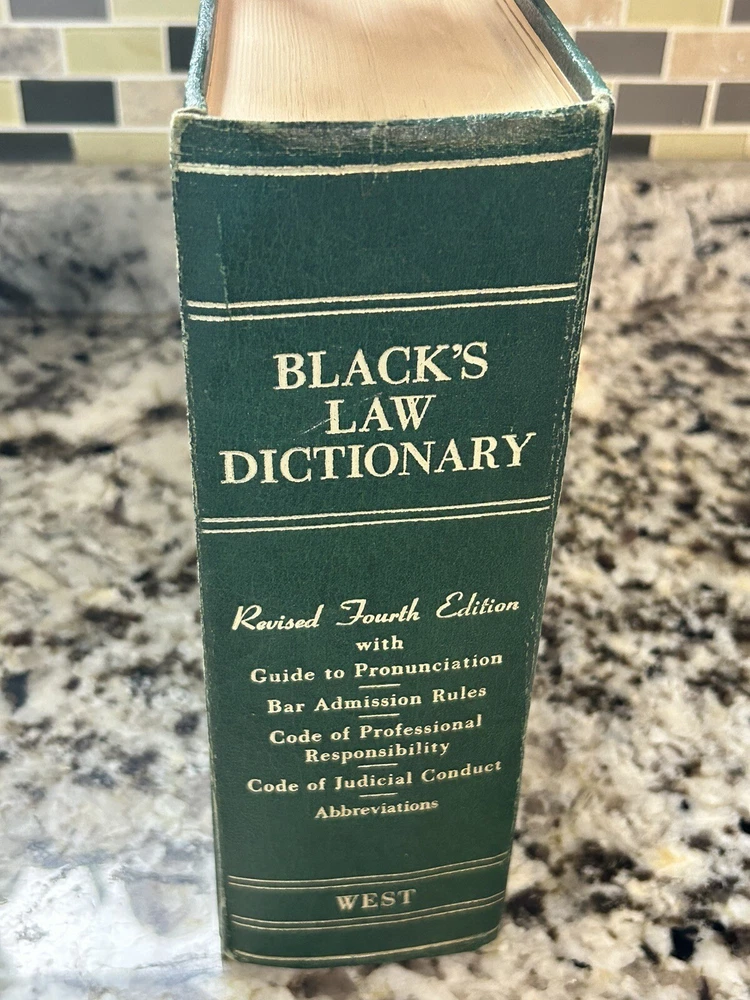 BLACK'S
LAW
DICTIONARY
Revised Fourth Edition
with
Guide to Pronunciation
Bar Admission Rules
Code of Professional
Responsibility
Code of Judicial Conduct
Abbreviations
WEST